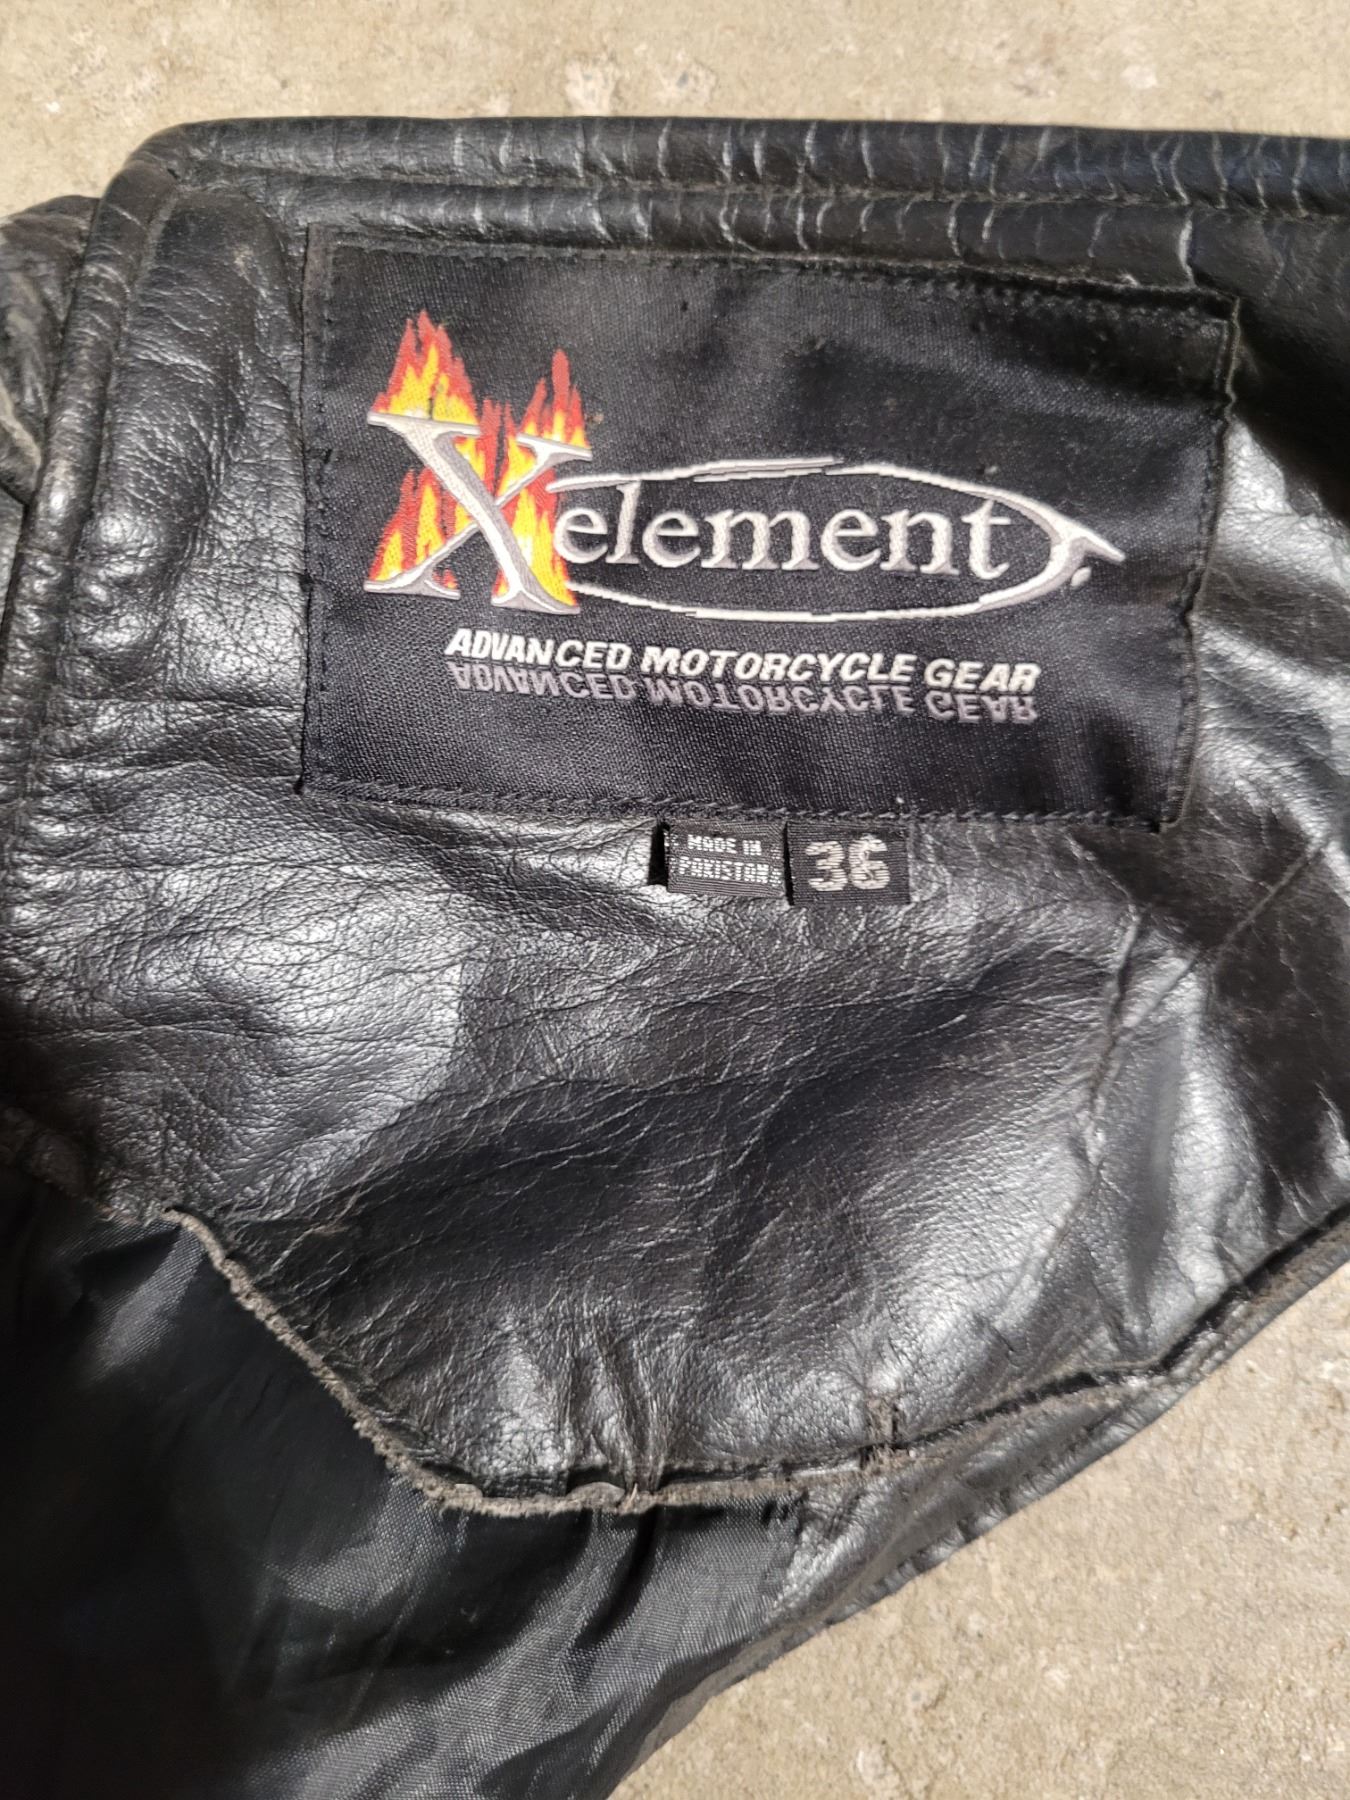 Xelement
ADVANCED MOTORCYCLE GEAR
ADVANCED MOTORCYCLE GEAR
MADE IN
PAKISTAN
36